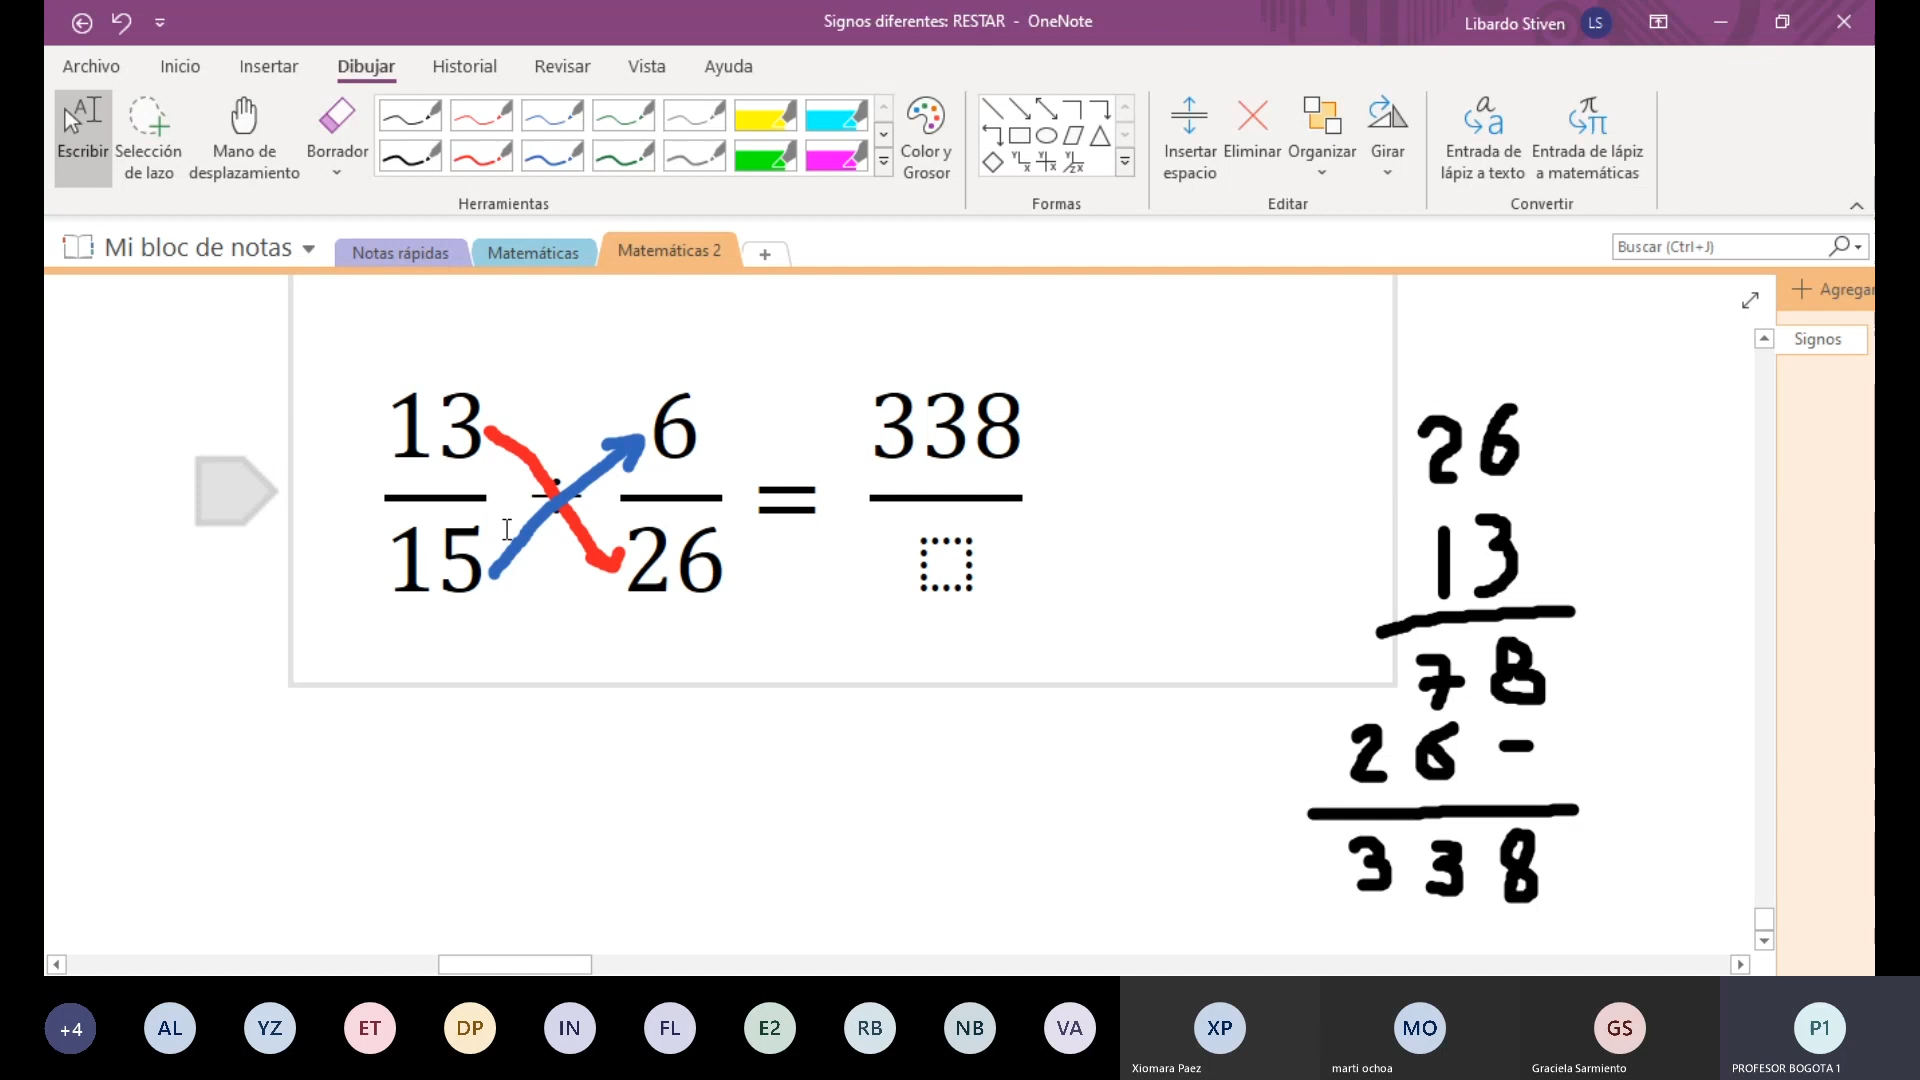 Signos diferentes: RESTAR - OneNote
Libardo Stiven LS
Archivo Inicio Insertar Dibujar Historial Revisar Vista Ayuda
Escribir
Selección de lazo
Mano de desplazamiento
Borrador
Color y Grosor
Insertar espacio
Eliminar
Organizar
Girar
Entrada de lápiz a texto
Entrada de lápiz a matemáticas
Herramientas
Formas
Editar
Convertir
Mi bloc de notas
Notas rápidas
Matemáticas
Matemáticas 2
Buscar (Ctrl+J)
Agregar
Signos
13 6 338
÷ =
15 26
26
13
78
26 -
338
+4 AL YZ ET DP IN FL E2 RB NB VA XP MO GS P1
Xiomara Paez
marti ochoa
Graciela Sarmiento
PROFESOR BOGOTA 1